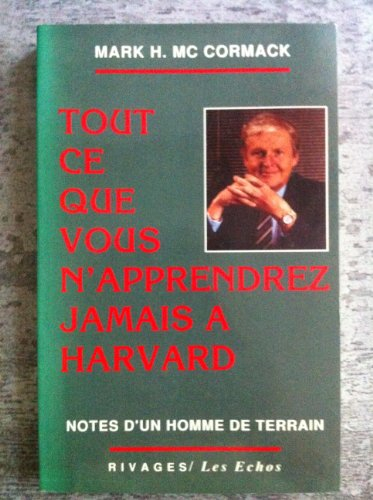 MARK H. MC CORMACK
TOUT
CE
QUE
VOUS
N'APPRENDREZ
JAMAIS A
HARVARD
NOTES D'UN HOMME DE TERRAIN
RIVAGES/ Les Echos